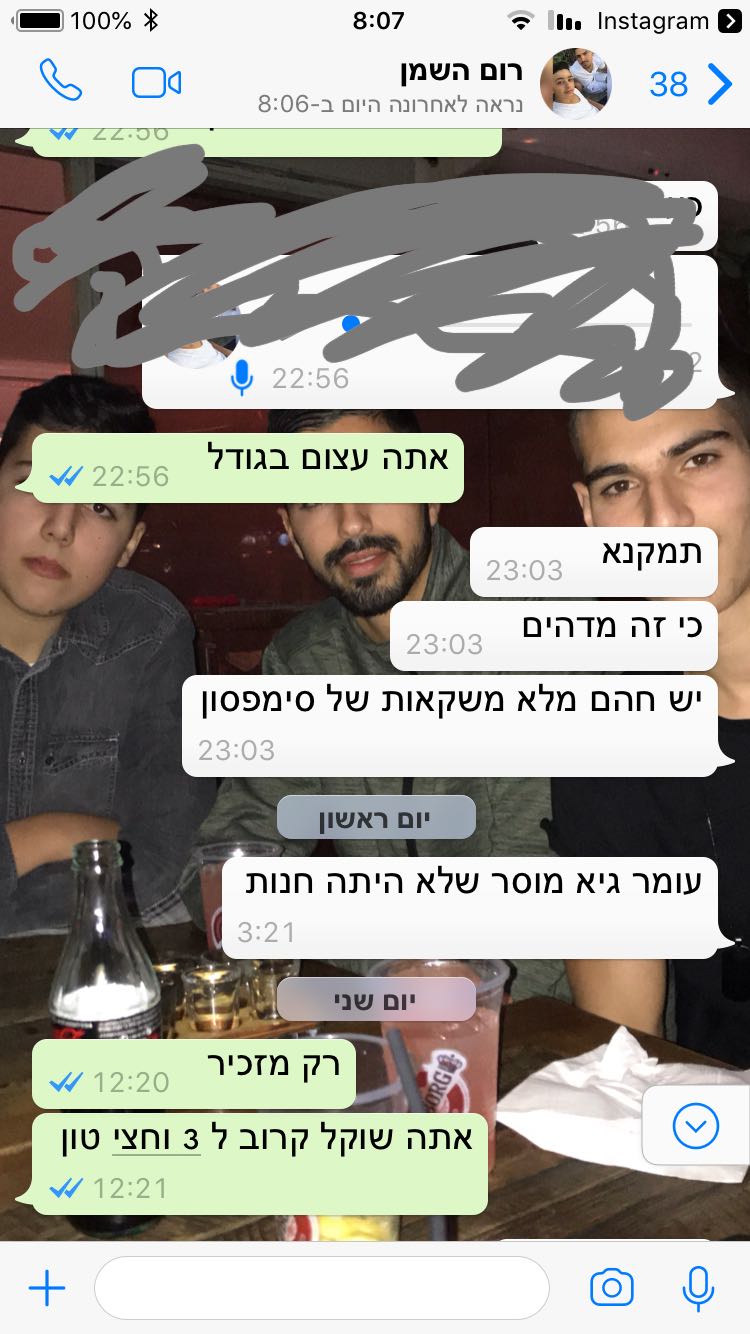 100% 8:07 Instagram
רום השמן
38
נראה לאחרונה היום ב-8:06
22:56
22:56
אתה עצום בגודל
22:56
תמקנא
23:03
כי זה מדהים
23:03
יש חהם מלא משקאות של סימפסון
23:03
יום ראשון
עומר גיא מוסר שלא היתה חנות
3:21
יום שני
רק מזכיר
12:20
אתה שוקל קרוב ל 3 וחצי טון
12:21